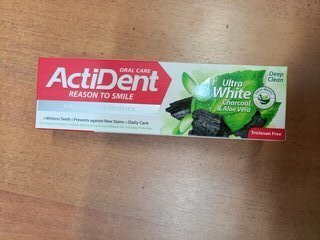 ORAL CARE
ActiDent
REASON TO SMILE
Ultra
White
Charcoal
& Aloe Vera
Deep
Clean
• Whitens Teeth • Prevents against New Stains • Daily Care
Triclosan Free